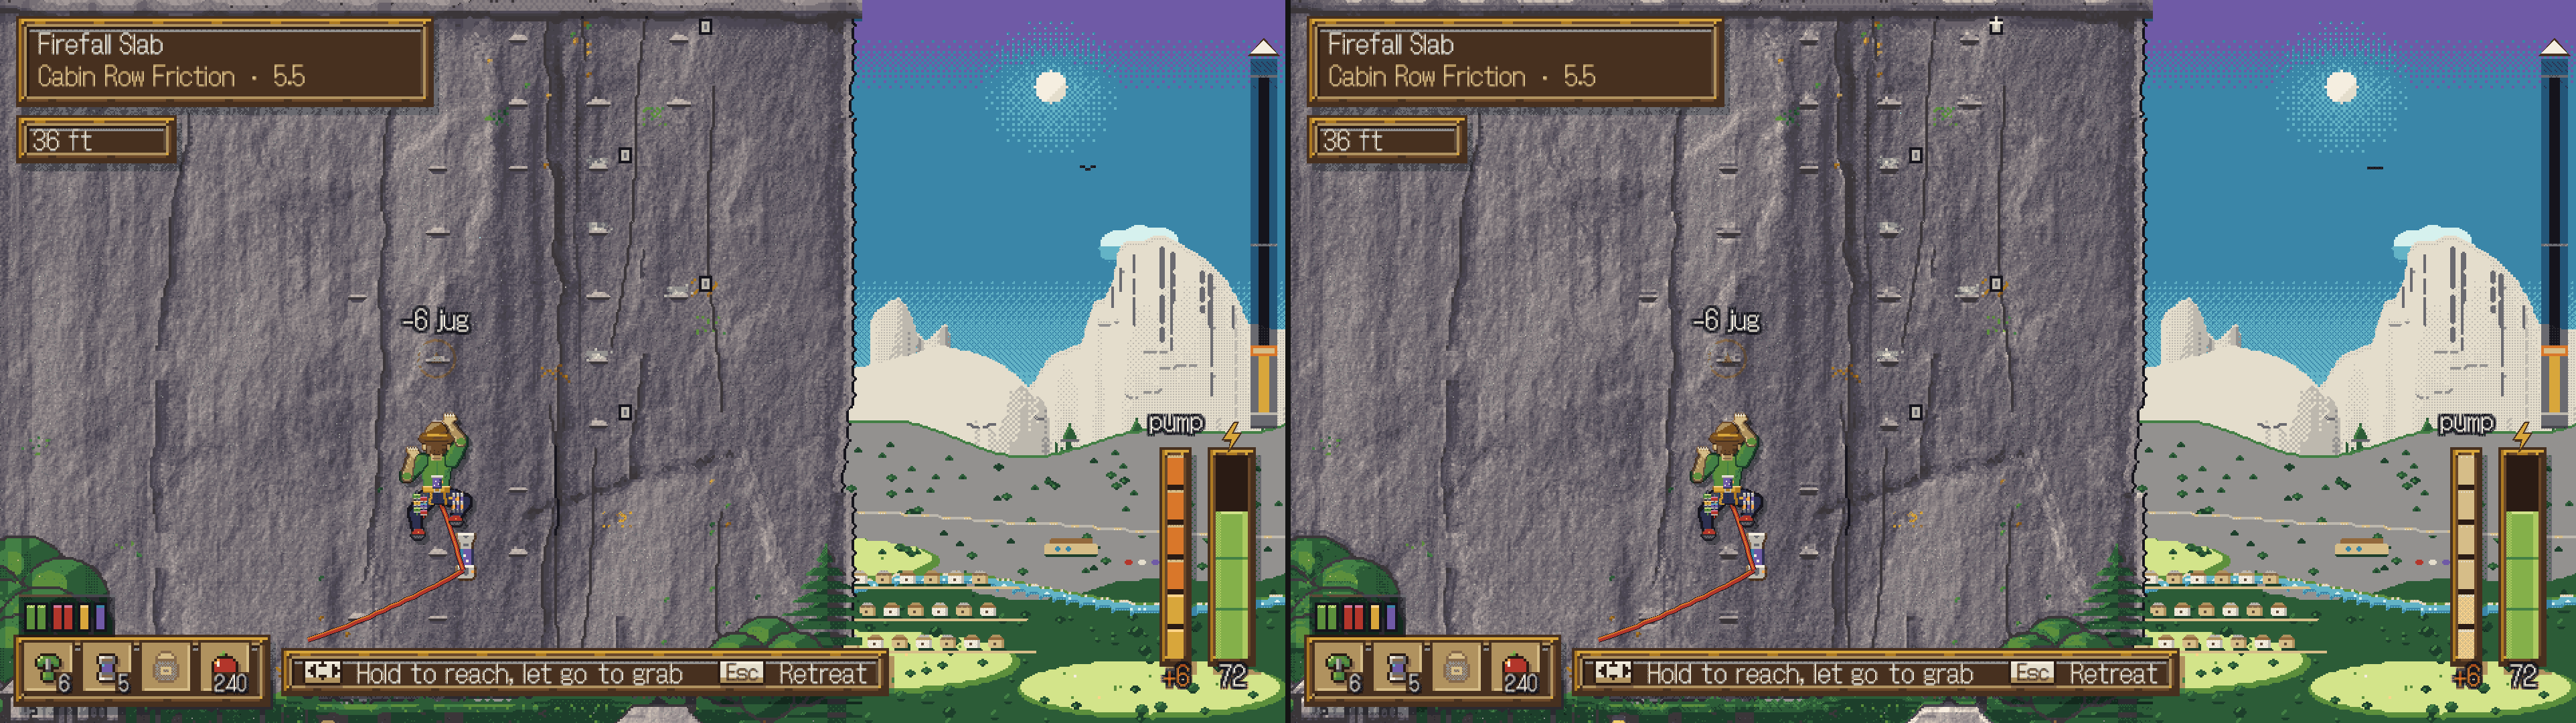 Firefall Slab
Cabin Row Friction · 5.5
36 ft
-6 jug
pump
6
5
240
Hold to reach, let go to grab
Esc Retreat
+6
72
Firefall Slab
Cabin Row Friction · 5.5
36 ft
-6 jug
pump
6
5
240
Hold to reach, let go to grab
Esc Retreat
+6
72